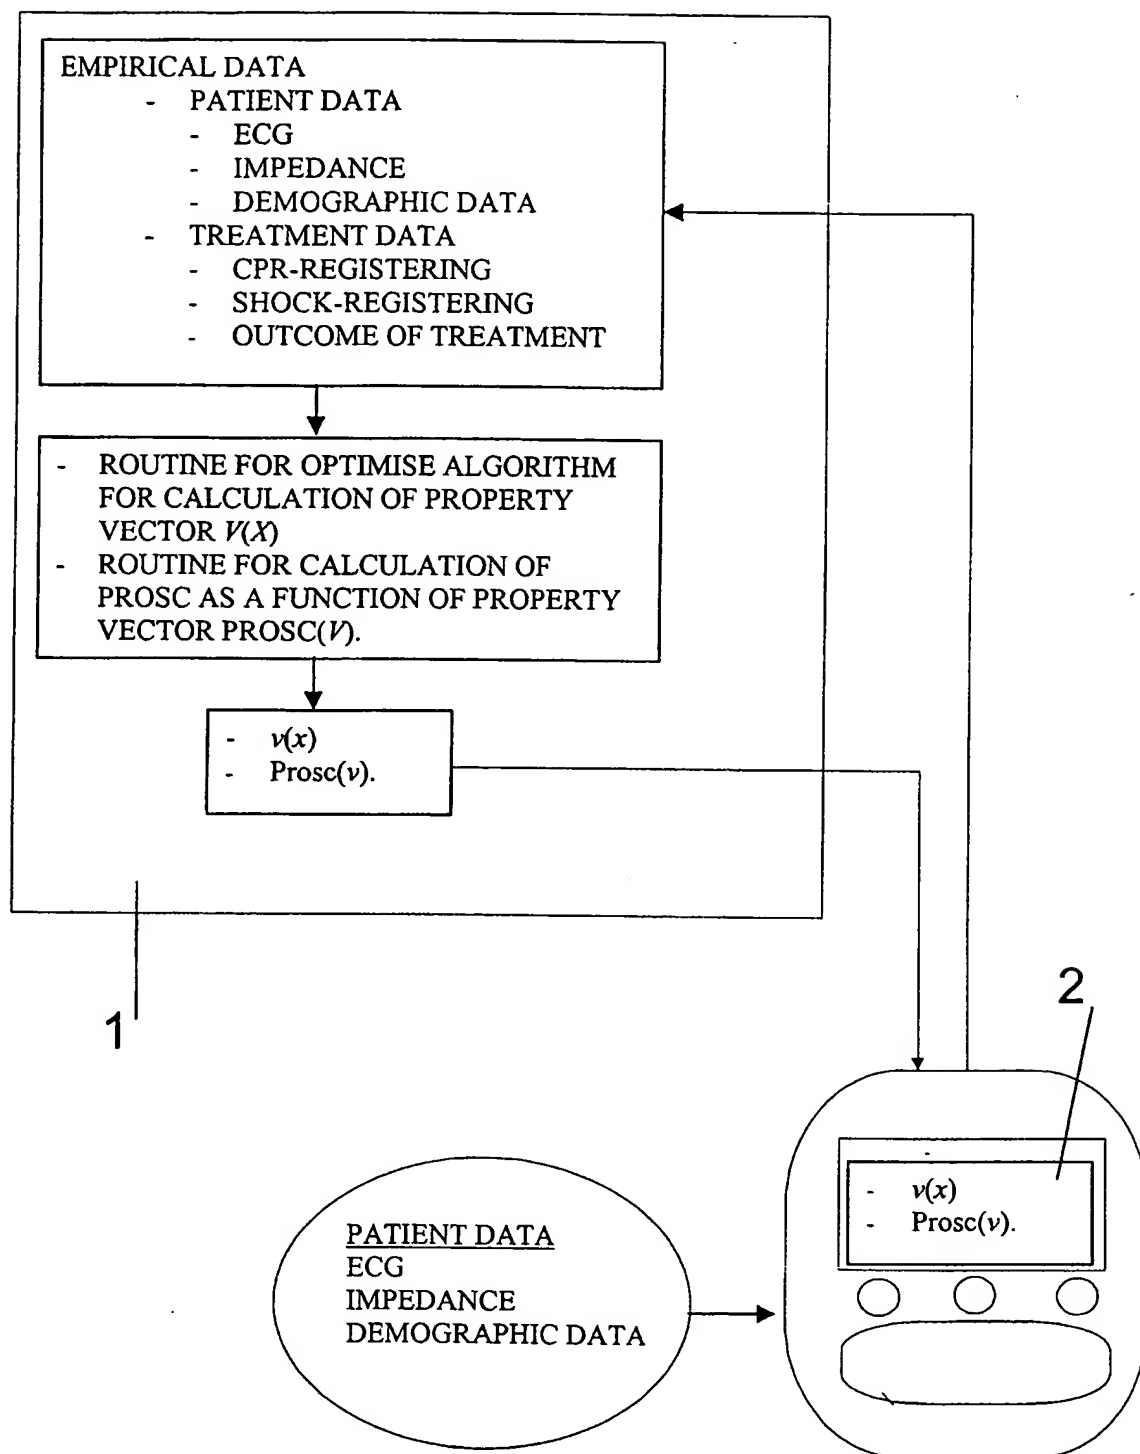 EMPIRICAL DATA
- PATIENT DATA
- ECG
- IMPEDANCE
- DEMOGRAPHIC DATA
- TREATMENT DATA
- CPR-REGISTERING
- SHOCK-REGISTERING
- OUTCOME OF TREATMENT
- ROUTINE FOR OPTIMISE ALGORITHM
FOR CALCULATION OF PROPERTY
VECTOR V(X)
- ROUTINE FOR CALCULATION OF
PROSC AS A FUNCTION OF PROPERTY
VECTOR PROSC(V).
- v(x)
- Prosc(v).
1
2
- v(x)
- Prosc(v).
PATIENT DATA
ECG
IMPEDANCE
DEMOGRAPHIC DATA